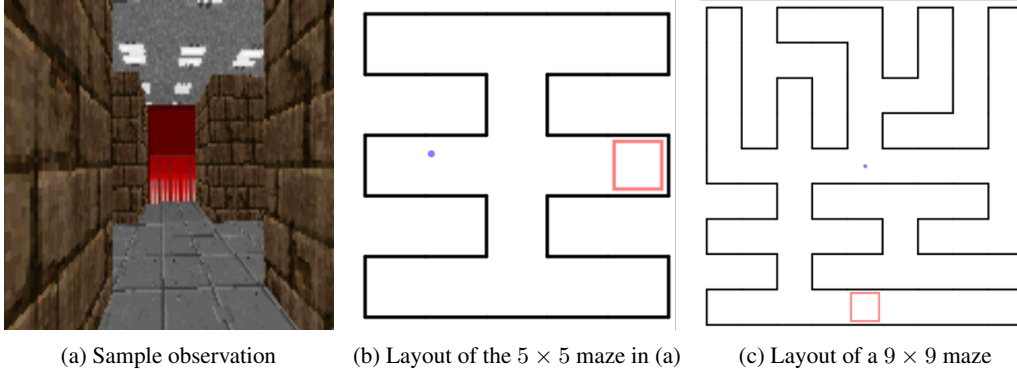 (a) Sample observation
(b) Layout of the 5 × 5 maze in (a)
(c) Layout of a 9 × 9 maze